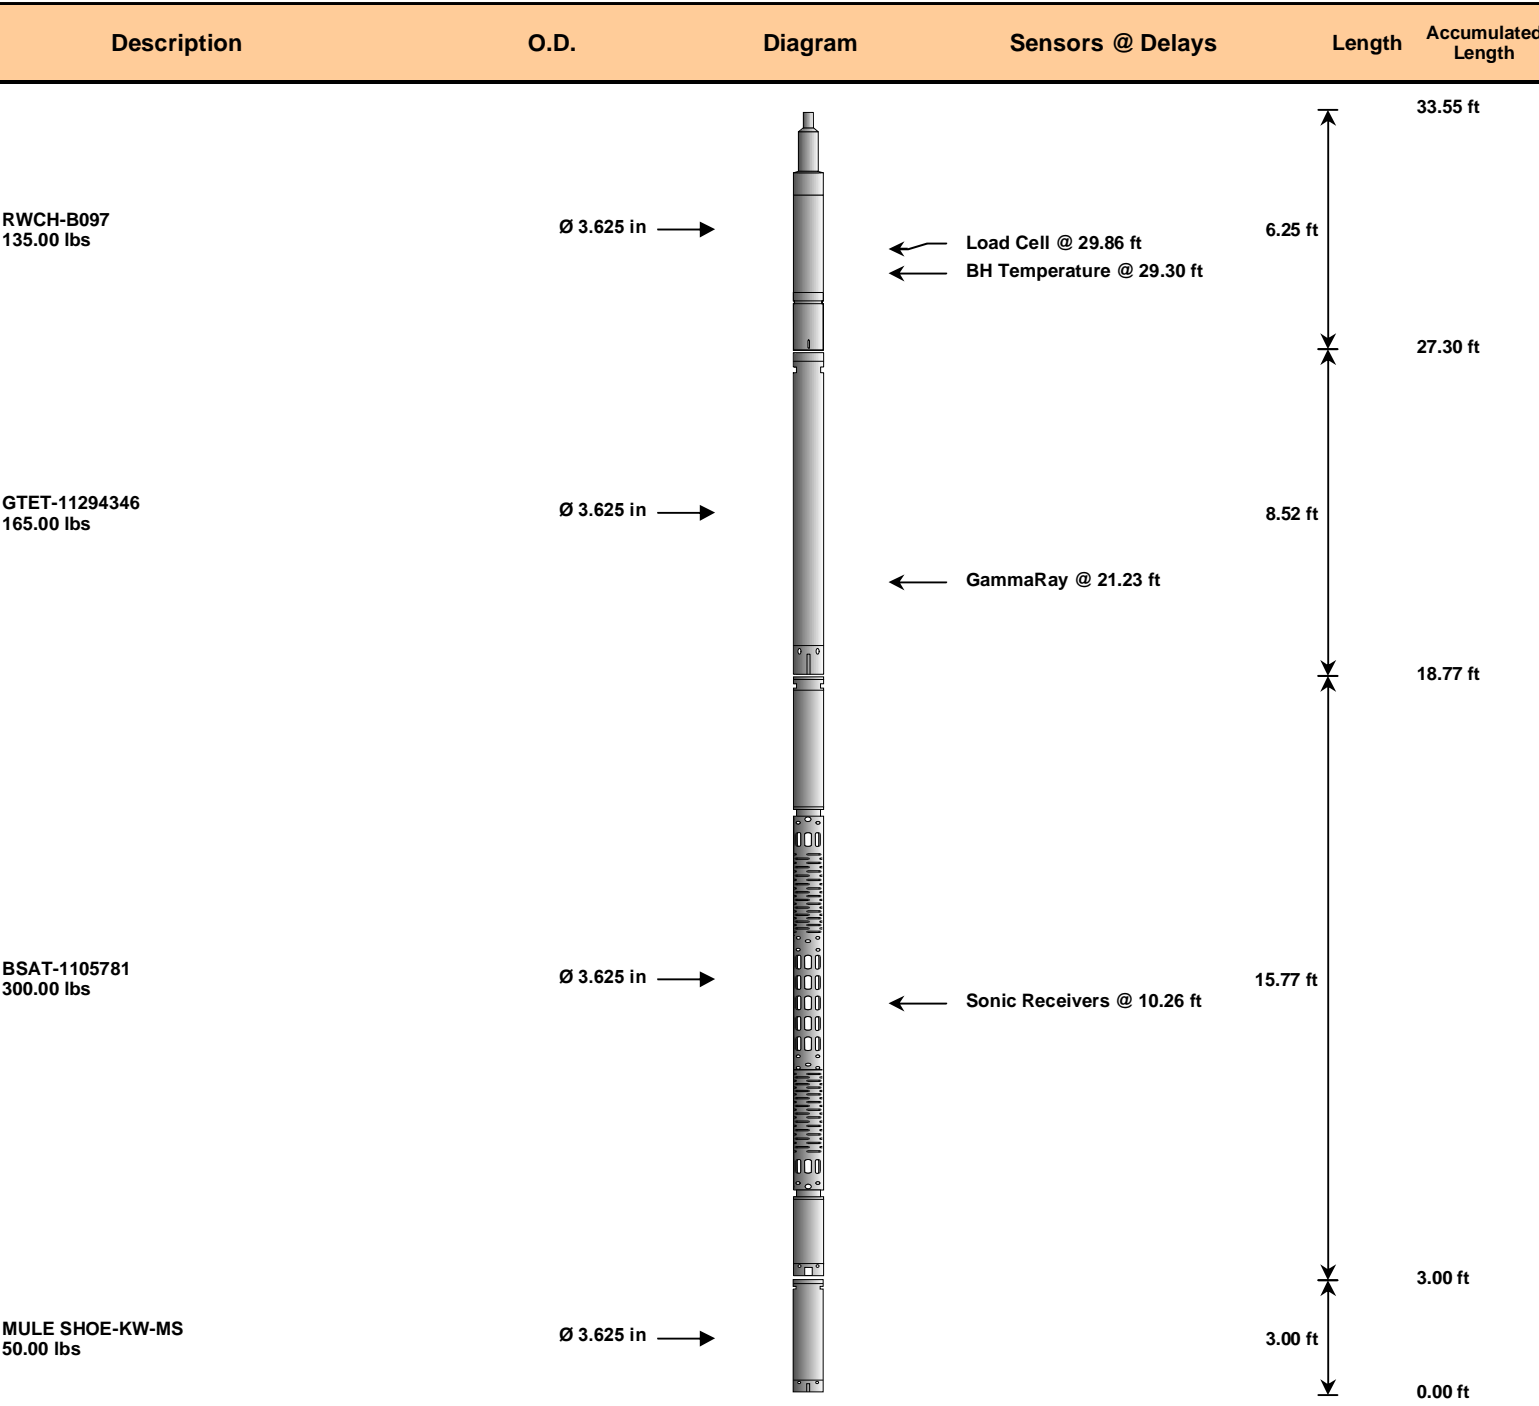 Description O.D. Diagram Sensors @ Delays Length Accumulated
Length
33.55 ft
RWCH-B097
135.00 lbs
Ø 3.625 in
Load Cell @ 29.86 ft
BH Temperature @ 29.30 ft
6.25 ft
27.30 ft
GTET-11294346
165.00 lbs
Ø 3.625 in
8.52 ft
GammaRay @ 21.23 ft
18.77 ft
BSAT-1105781
300.00 lbs
Ø 3.625 in
Sonic Receivers @ 10.26 ft
15.77 ft
3.00 ft
MULE SHOE-KW-MS
50.00 lbs
Ø 3.625 in
3.00 ft
0.00 ft